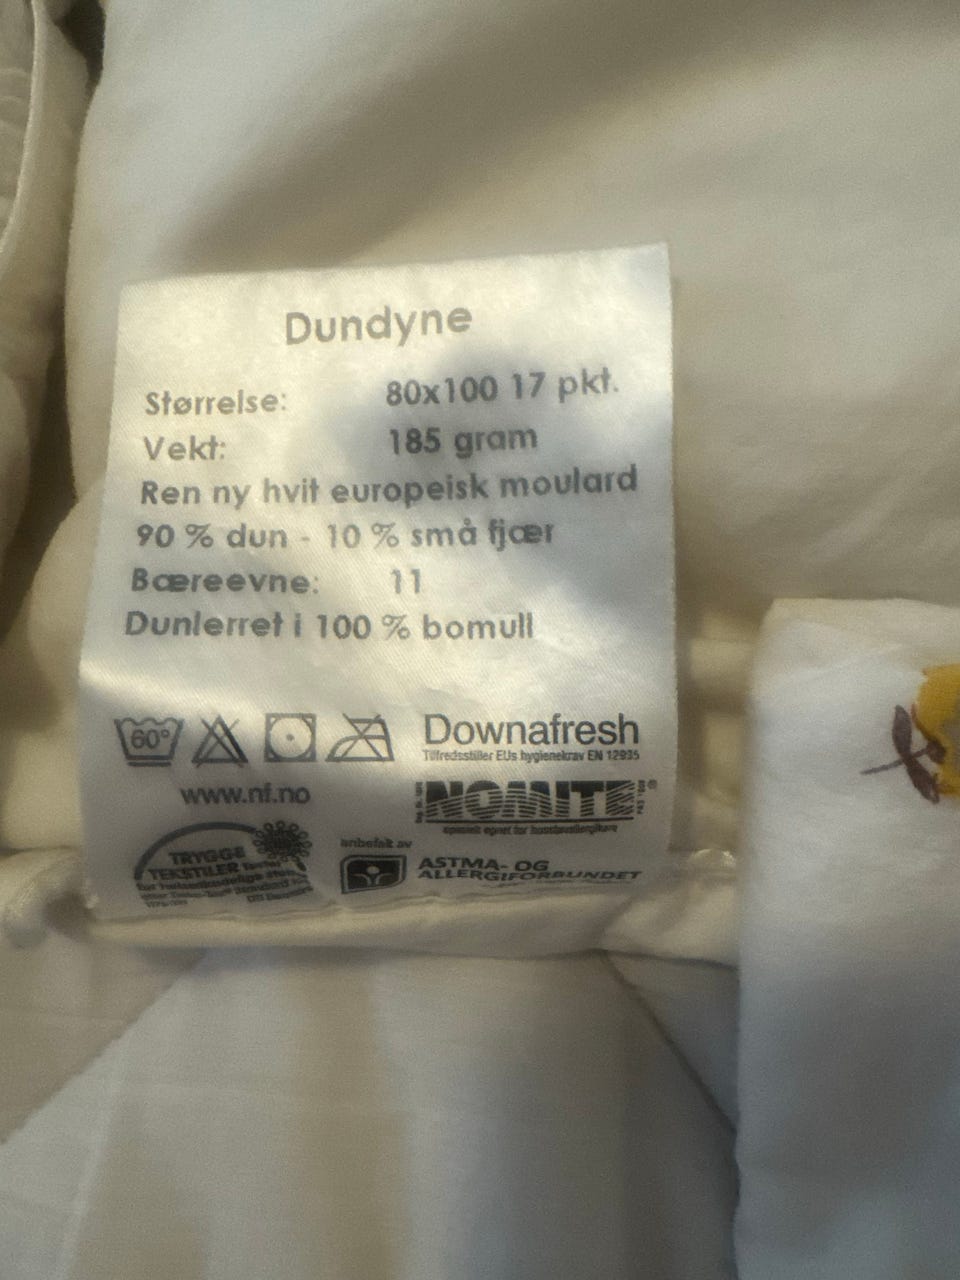 Dundyne
Størrelse: 80x100 17 pkt.
Vekt: 185 gram
Ren ny hvit europeisk moulard
90 % dun - 10 % små fjær
Bæreevne: 11
Dunlerret i 100 % bomull
60°
Downafresh
Tilfredsstiller EUs hygienekrav EN 12935
www.nf.no
NOMITE
spesielt egnet for husstøvallergikere
TRYGGE
TEKSTILER
anbefalt av
ASTMA- OG
ALLERGIFORBUNDET